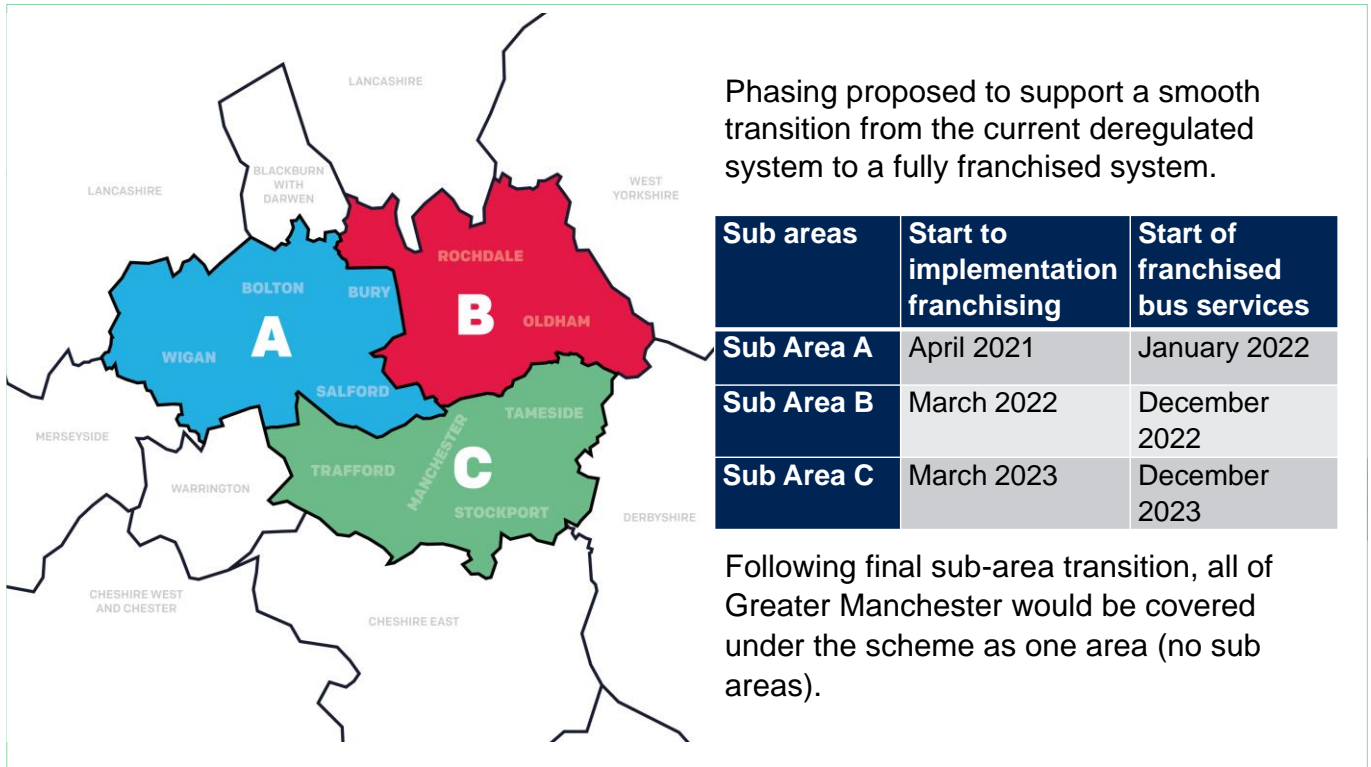 LANCASHIRE
BLACKBURN
WITH
DARWEN
LANCASHIRE
WEST
YORKSHIRE
ROCHDALE
BOLTON
BURY
B
OLDHAM
A
WIGAN
SALFORD
TAMESIDE
MERSEYSIDE
MANCHESTER
TRAFFORD
C
WARRINGTON
STOCKPORT
DERBYSHIRE
CHESHIRE WEST
AND CHESTER
CHESHIRE EAST
Phasing proposed to support a smooth
transition from the current deregulated
system to a fully franchised system.
Sub areas
Start to
implementation
franchising
Start of
franchised
bus services
Sub Area A
April 2021
January 2022
Sub Area B
March 2022
December
2022
Sub Area C
March 2023
December
2023
Following final sub-area transition, all of
Greater Manchester would be covered
under the scheme as one area (no sub
areas).